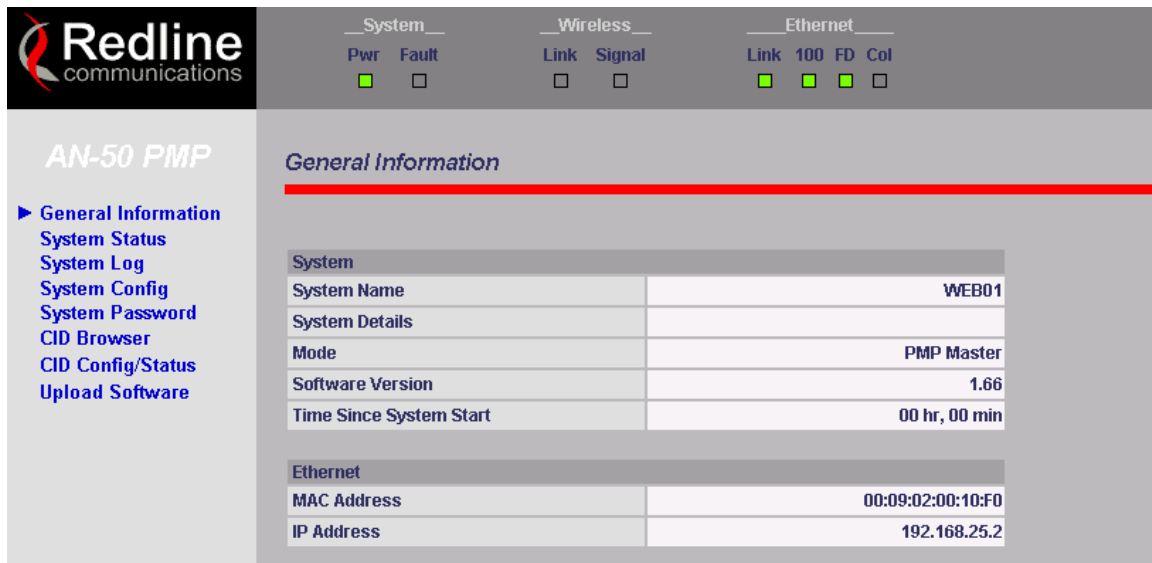 Redline
communications
__System__ __Wireless__ ____Ethernet____
Pwr Fault Link Signal Link 100 FD Col
AN-50 PMP
General Information
System Status
System Log
System Config
System Password
CID Browser
CID Config/Status
Upload Software
General Information
System
System Name WEB01
System Details
Mode PMP Master
Software Version 1.66
Time Since System Start 00 hr, 00 min
Ethernet
MAC Address 00:09:02:00:10:F0
IP Address 192.168.25.2